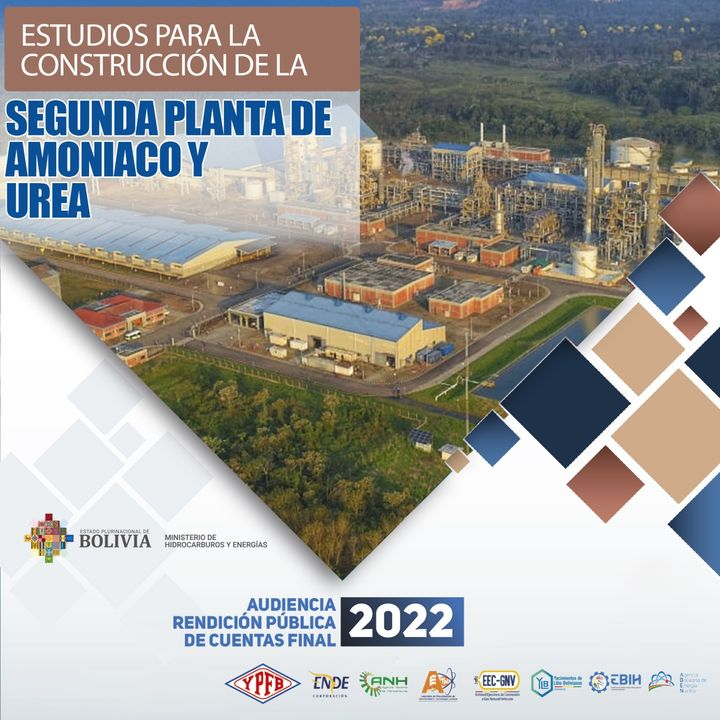 ESTUDIOS PARA LA
CONSTRUCCIÓN DE LA
SEGUNDA PLANTA DE
AMONIACO Y
UREA
ESTADO PLURINACIONAL DE
BOLIVIA
MINISTERIO DE
HIDROCARBUROS Y ENERGÍAS
AUDIENCIA
RENDICIÓN PÚBLICA
DE CUENTAS FINAL
2022
YPFB
ENDE
CORPORACIÓN
ANH
EEC-GNV
YLB
Yacimientos de
Litio Bolivianos
EBIH
Agencia
Boliviana de
Energía
Nuclear